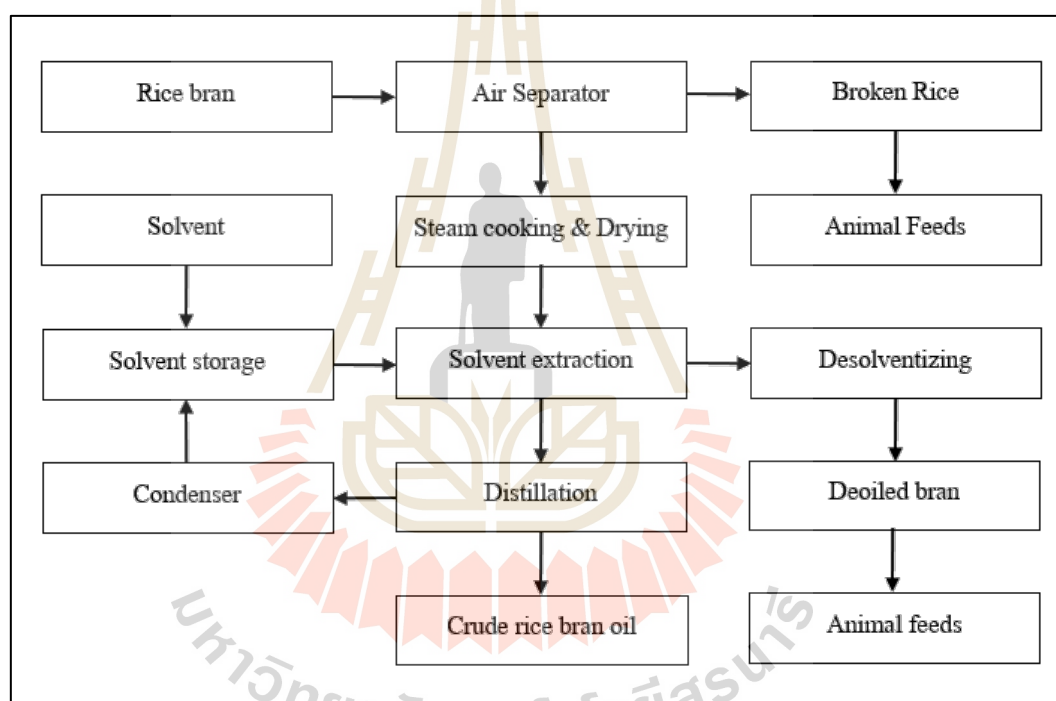 Rice bran
Air Separator
Broken Rice
Solvent
Steam cooking & Drying
Animal Feeds
Solvent storage
Solvent extraction
Desolventizing
Condenser
Distillation
Deoiled bran
Crude rice bran oil
Animal feeds